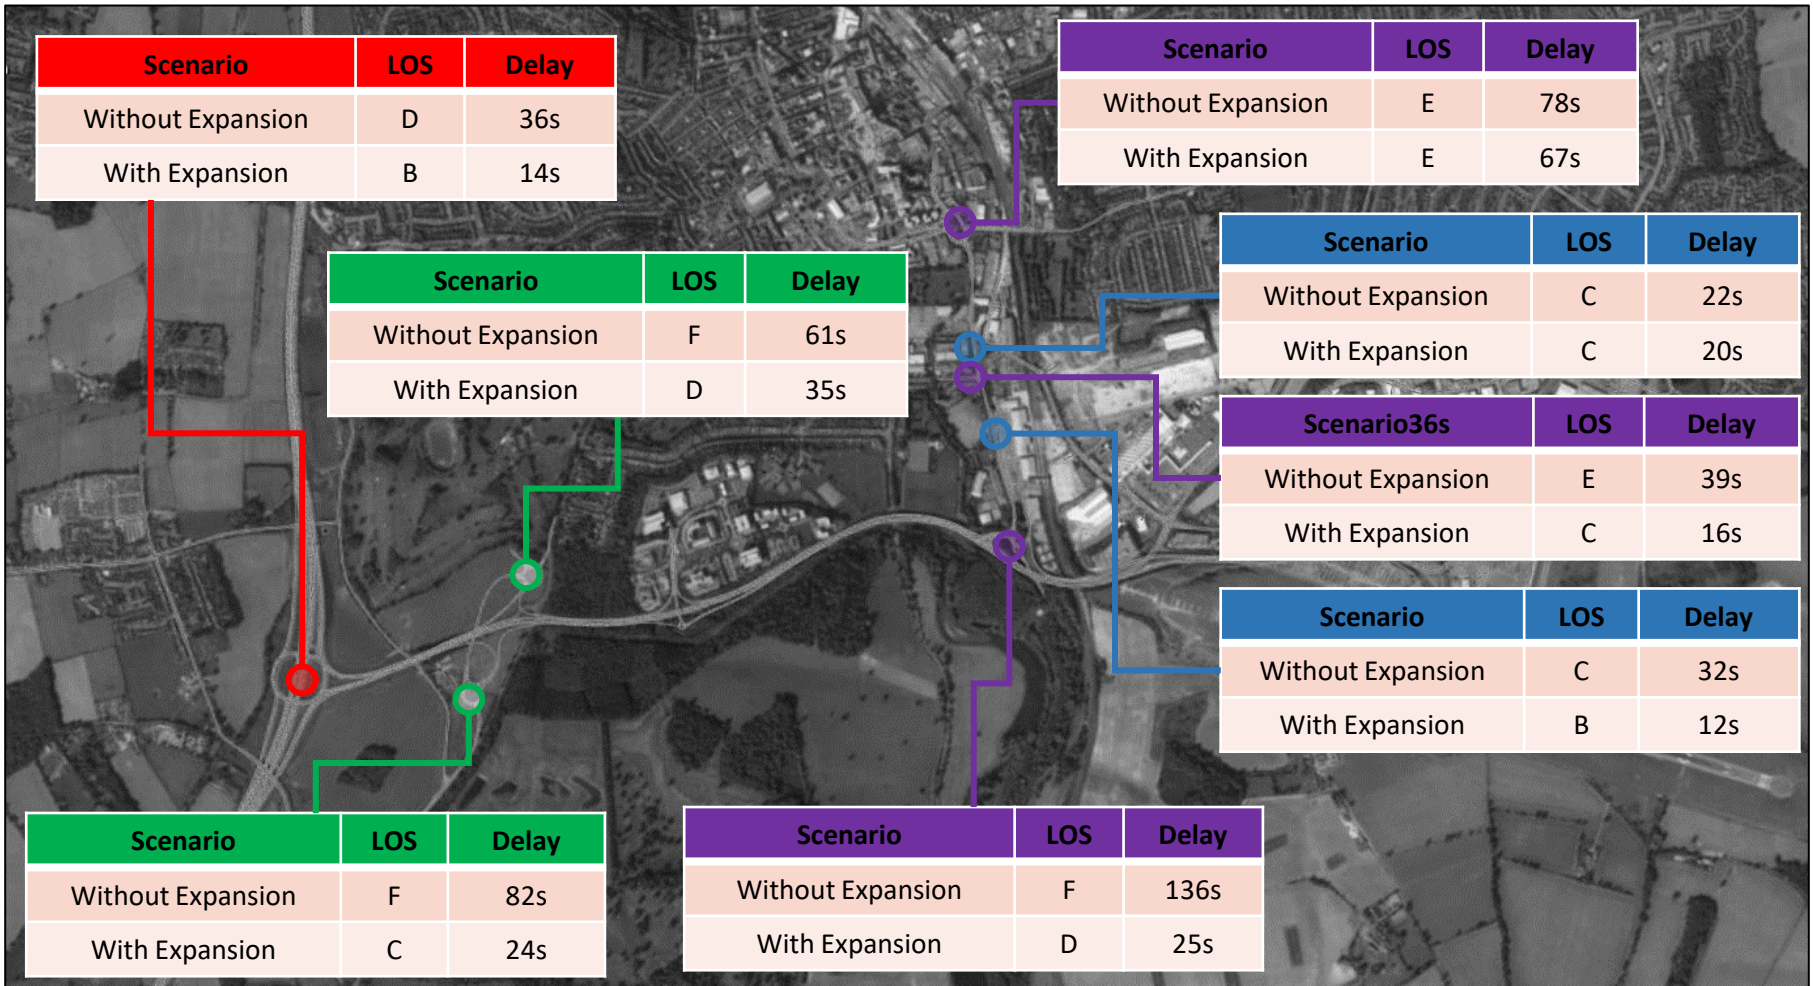 Scenario LOS Delay
Without Expansion D 36s
With Expansion B 14s
Scenario LOS Delay
Without Expansion E 78s
With Expansion E 67s
Scenario LOS Delay
Without Expansion F 61s
With Expansion D 35s
Scenario LOS Delay
Without Expansion C 22s
With Expansion C 20s
Scenario36s LOS Delay
Without Expansion E 39s
With Expansion C 16s
Scenario LOS Delay
Without Expansion C 32s
With Expansion B 12s
Scenario LOS Delay
Without Expansion F 82s
With Expansion C 24s
Scenario LOS Delay
Without Expansion F 136s
With Expansion D 25s